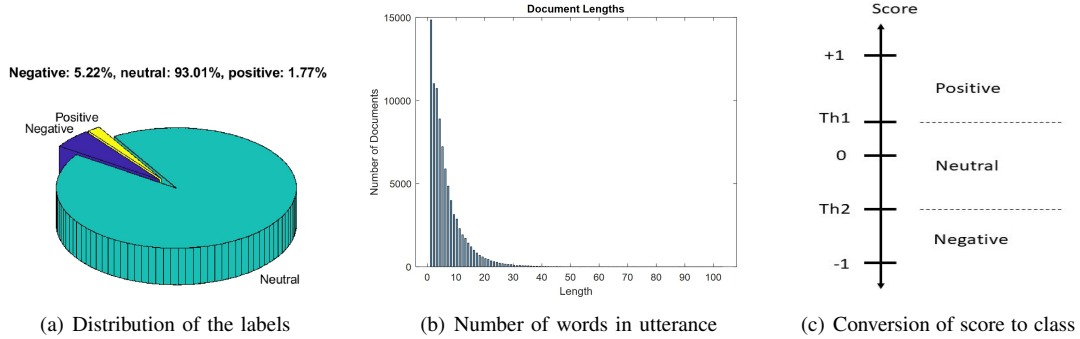 Negative: 5.22%, neutral: 93.01%, positive: 1.77%
Positive
Negative
Neutral
(a) Distribution of the labels
Document Lengths
15000
10000
5000
0
Number of Documents
0 10 20 30 40 50 60 70 80 90 100
Length
(b) Number of words in utterance
Score
+1
Positive
Th1
0
Neutral
Th2
Negative
-1
(c) Conversion of score to class